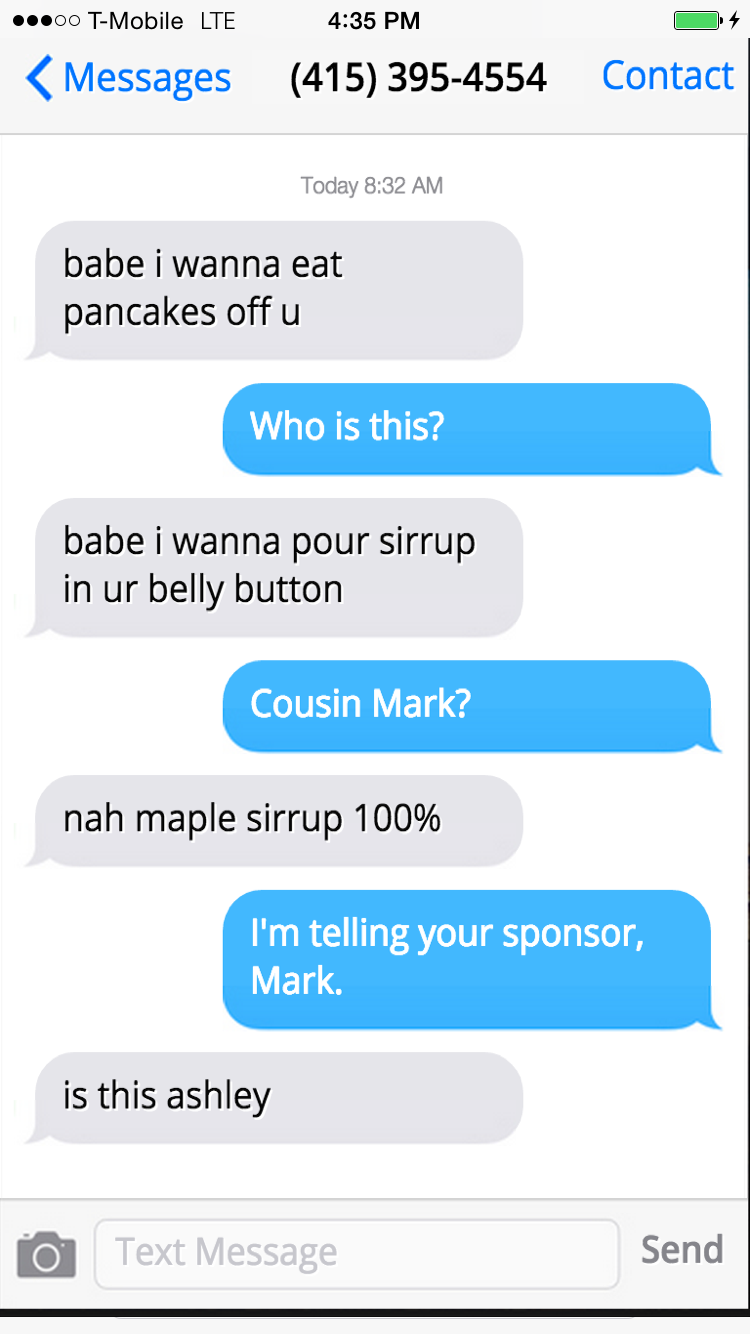 T-Mobile LTE 4:35 PM
Messages (415) 395-4554 Contact
Today 8:32 AM
babe i wanna eat
pancakes off u
Who is this?
babe i wanna pour sirrup
in ur belly button
Cousin Mark?
nah maple sirrup 100%
I'm telling your sponsor,
Mark.
is this ashley
Text Message Send